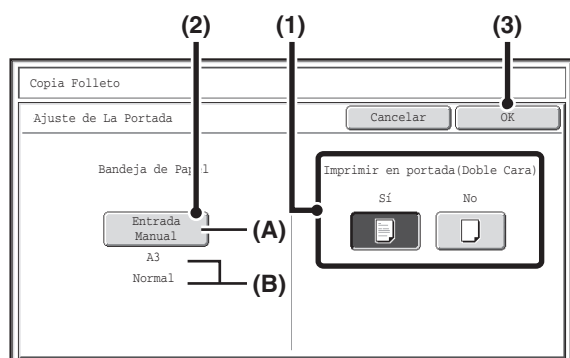 (2) (1) (3)
Copia Folleto
Ajuste de La Portada
Cancelar
OK
Bandeja de Papel
Imprimir en portada(Doble Cara)
Sí No
Entrada
Manual
(A)
A3
Normal
(B)